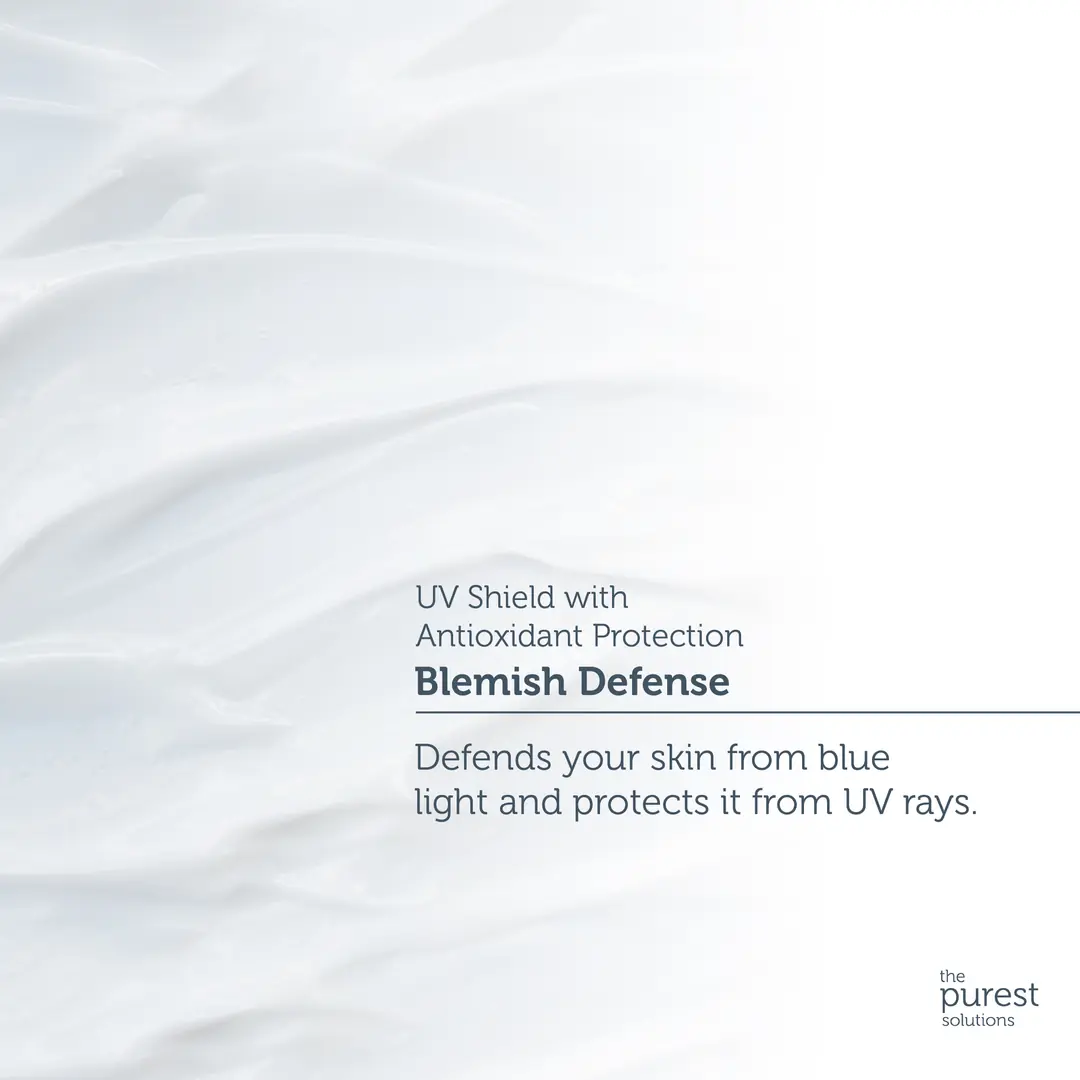 UV Shield with
Antioxidant Protection
Blemish Defense
Defends your skin from blue
light and protects it from UV rays.
the
purest
solutions